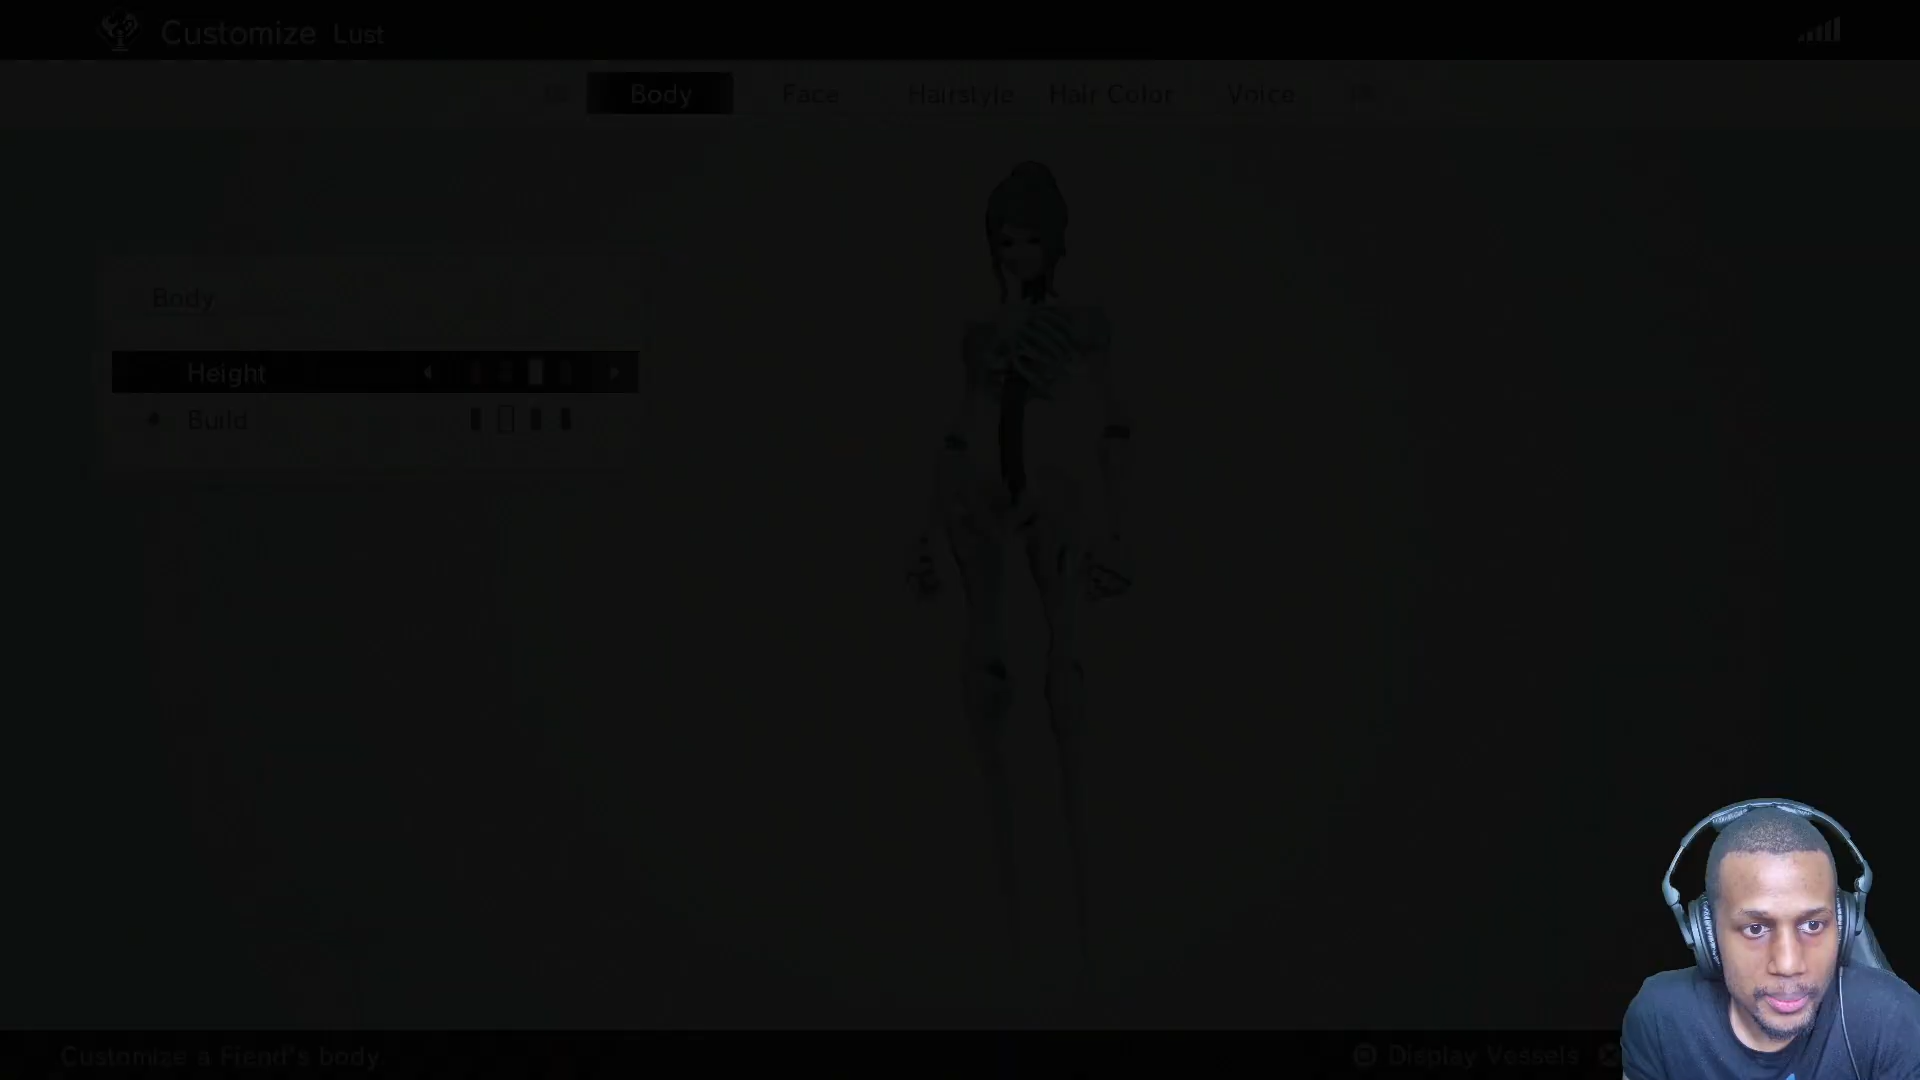 Customize Lust
Body Face Hairstyle Hair Color Voice
Body
Height
Build
Customize a Fiend's body.
Display Vessels